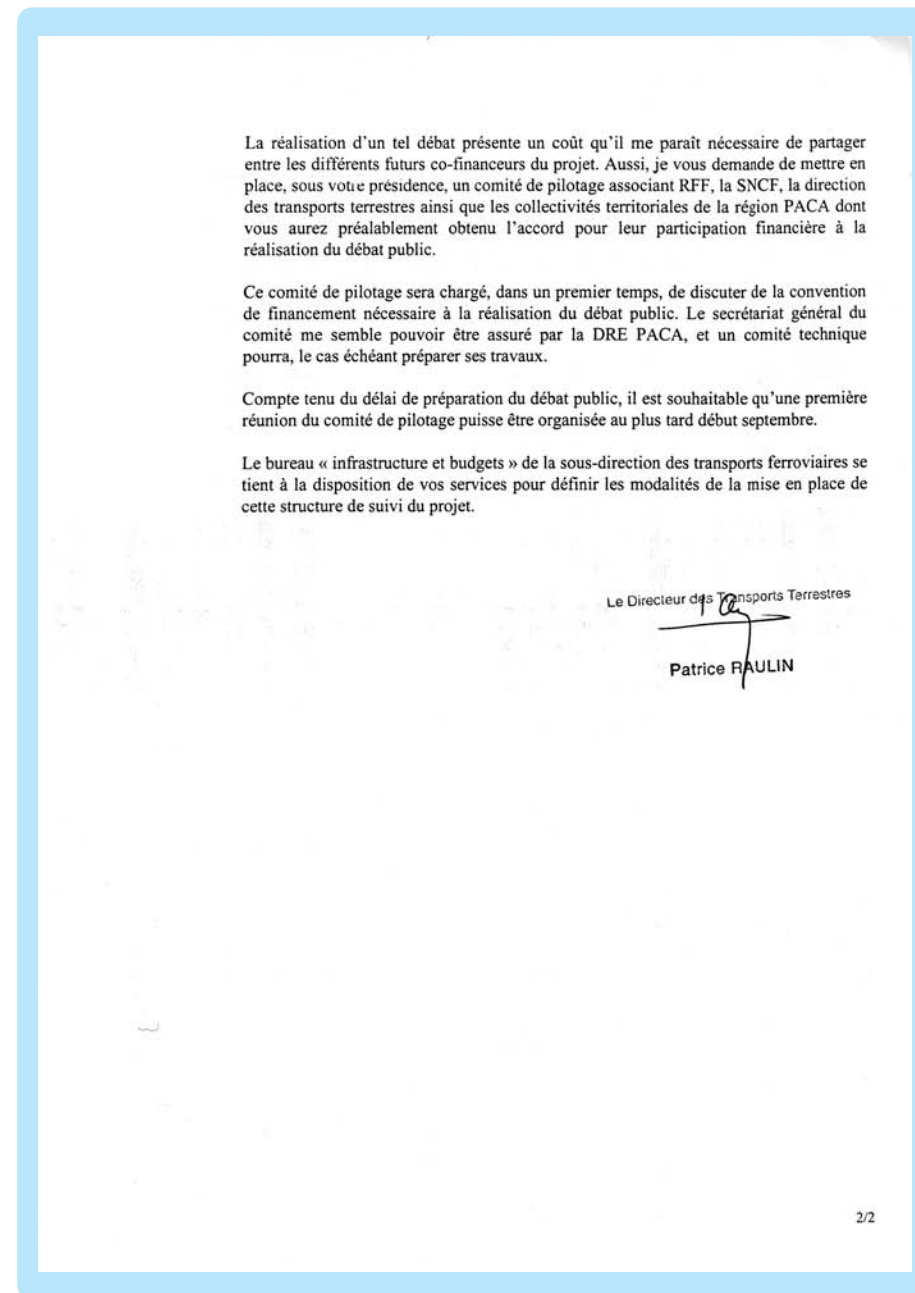 La réalisation d'un tel débat présente un coût qu'il me paraît nécessaire de partager
entre les différents futurs co-financeurs du projet. Aussi, je vous demande de mettre en
place, sous votre présidence, un comité de pilotage associant RFF, la SNCF, la direction
des transports terrestres ainsi que les collectivités territoriales de la région PACA dont
vous aurez préalablement obtenu l'accord pour leur participation financière à la
réalisation du débat public.
Ce comité de pilotage sera chargé, dans un premier temps, de discuter de la convention
de financement nécessaire à la réalisation du débat public. Le secrétariat général du
comité me semble pouvoir être assuré par la DRE PACA, et un comité technique
pourra, le cas échéant préparer ses travaux.
Compte tenu du délai de préparation du débat public, il est souhaitable qu'une première
réunion du comité de pilotage puisse être organisée au plus tard début septembre.
Le bureau « infrastructure et budgets » de la sous-direction des transports ferroviaires se
tient à la disposition de vos services pour définir les modalités de la mise en place de
cette structure de suivi du projet.
Le Directeur des Transports Terrestres
Patrice RAULIN
2/2